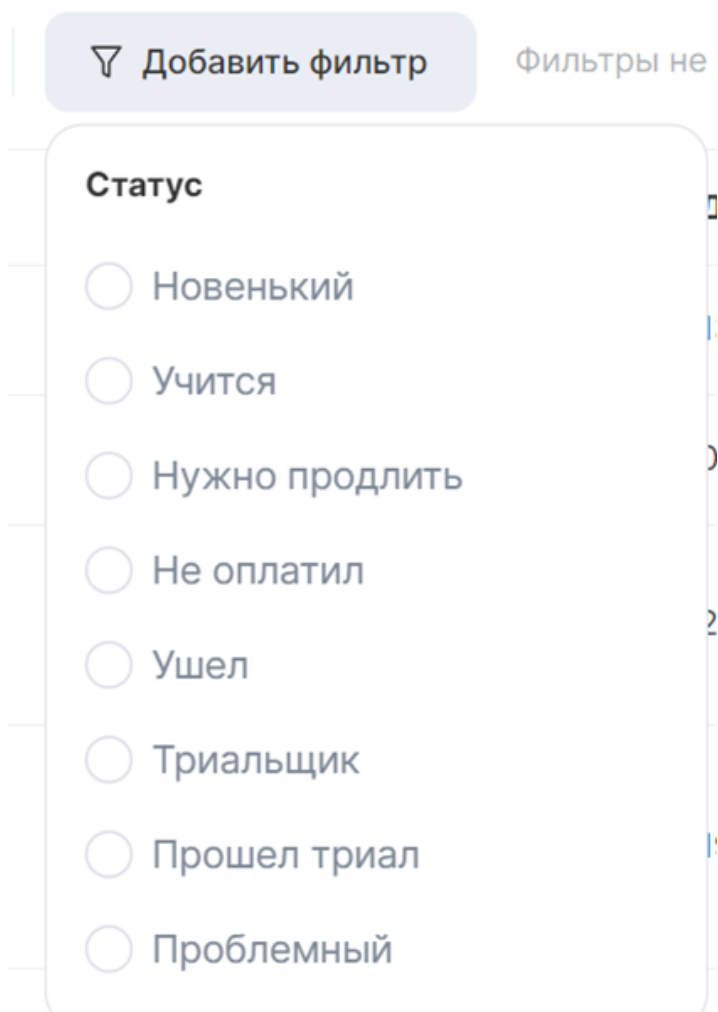 Добавить фильтр
Фильтры не
Статус
Новенький
Учится
Нужно продлить
Не оплатил
Ушел
Триальщик
Прошел триал
Проблемный